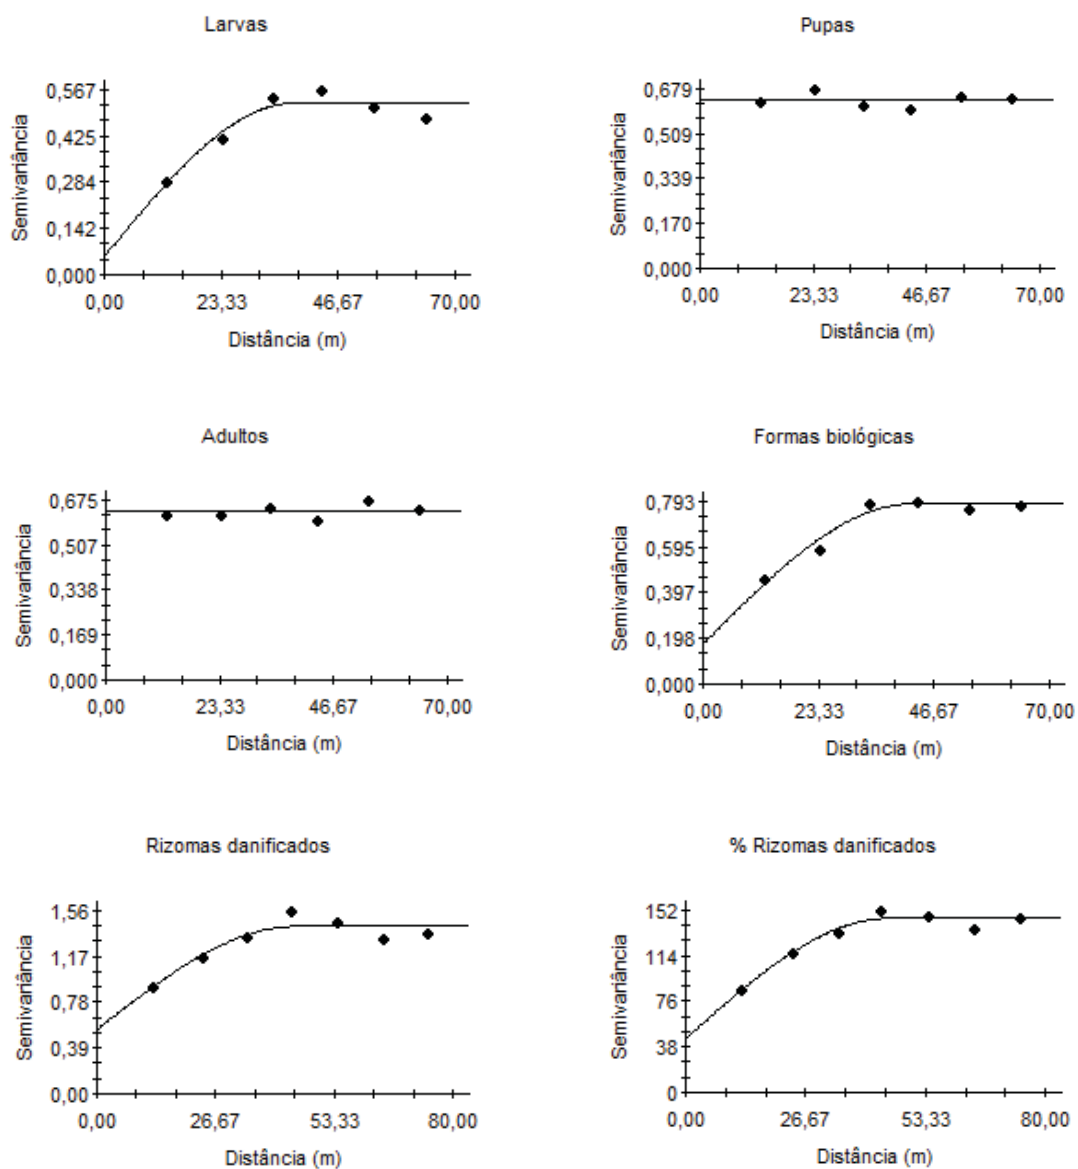 Larvas
0,567
0,425
0,284
0,142
0,000
Semivariância
0,00 23,33 46,67 70,00
Distância (m)
Pupas
0,679
0,509
0,339
0,170
0,000
Semivariância
0,00 23,33 46,67 70,00
Distância (m)
Adultos
0,675
0,507
0,338
0,169
0,000
Semivariância
0,00 23,33 46,67 70,00
Distância (m)
Formas biológicas
0,793
0,595
0,397
0,198
0,000
Semivariância
0,00 23,33 46,67 70,00
Distância (m)
Rizomas danificados
1,56
1,17
0,78
0,39
0,00
Semivariância
0,00 26,67 53,33 80,00
Distância (m)
% Rizomas danificados
152
114
76
38
0
Semivariância
0,00 26,67 53,33 80,00
Distância (m)